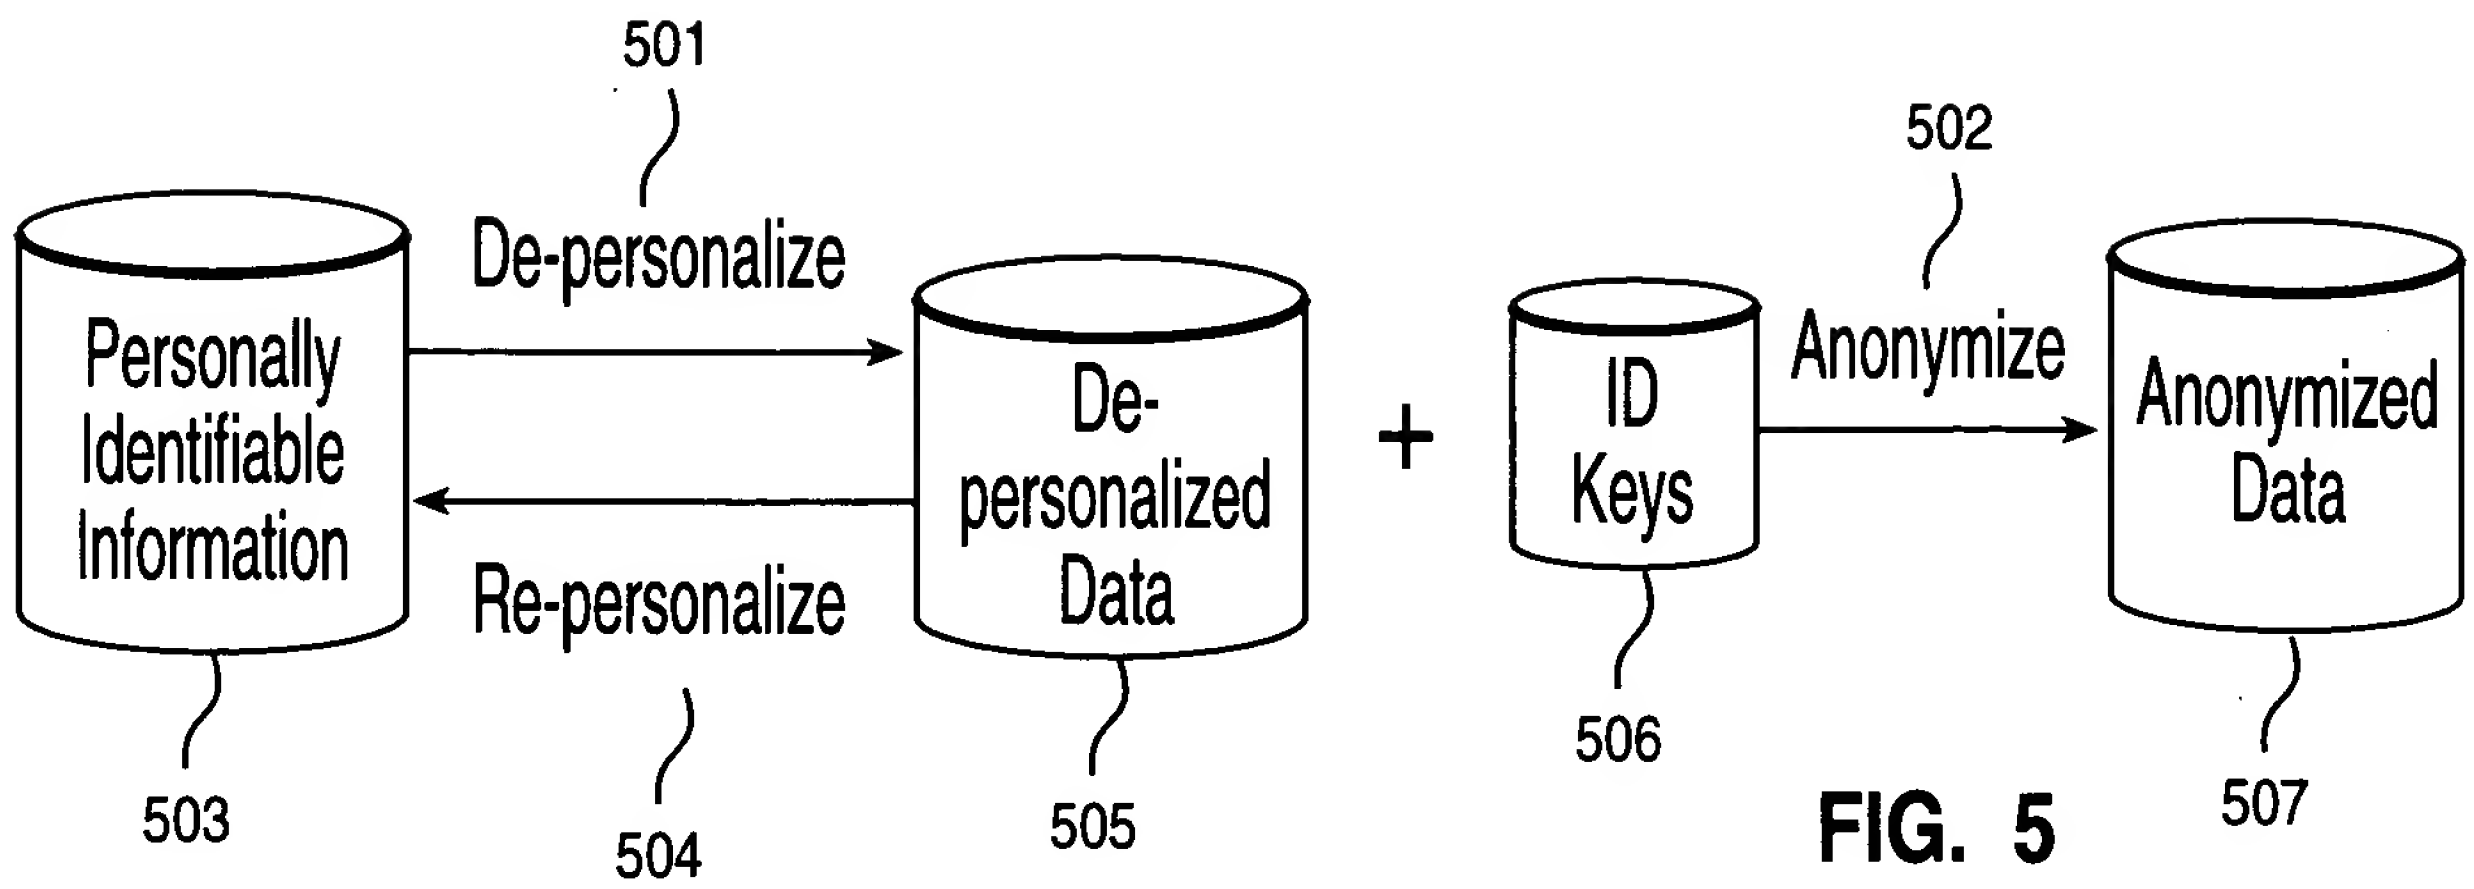 501
502
De-personalize
Personally
Identifiable
Information
De-
personalized
Data
+
ID
Keys
Anonymize
Anonymized
Data
Re-personalize
503
504
505
506
507
FIG. 5